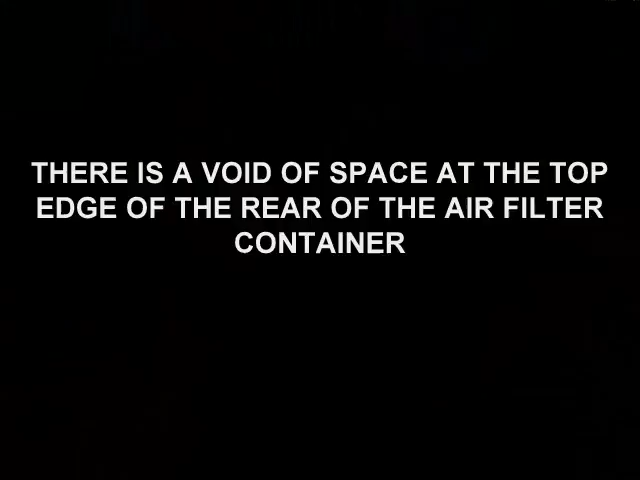 THERE IS A VOID OF SPACE AT THE TOP
EDGE OF THE REAR OF THE AIR FILTER
CONTAINER